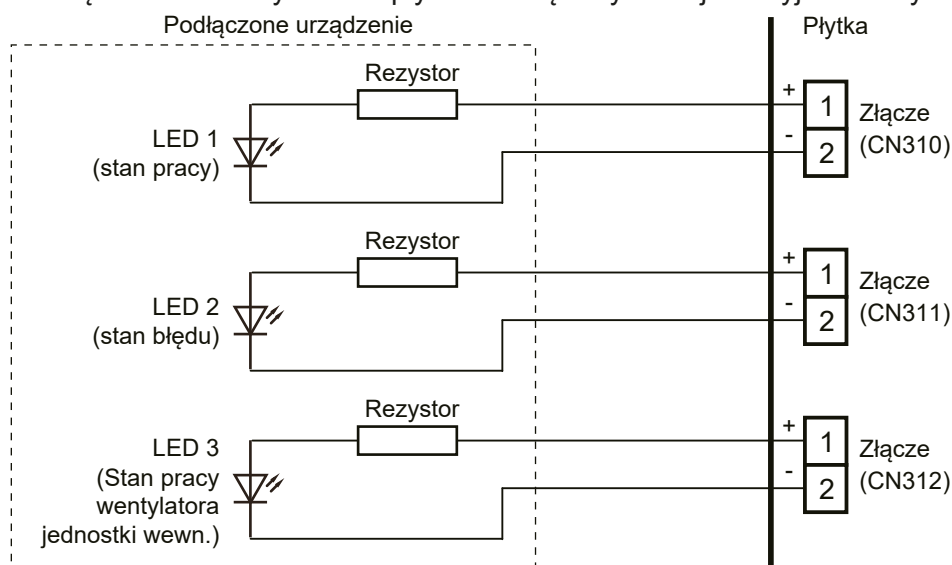 Podłączone urządzenie
Płytka
Rezystor
LED 1
(stan pracy)
+
-
1
2
Złącze
(CN310)
Rezystor
LED 2
(stan błędu)
+
-
1
2
Złącze
(CN311)
Rezystor
LED 3
(Stan pracy
wentylatora
jednostki wewn.)
+
-
1
2
Złącze
(CN312)